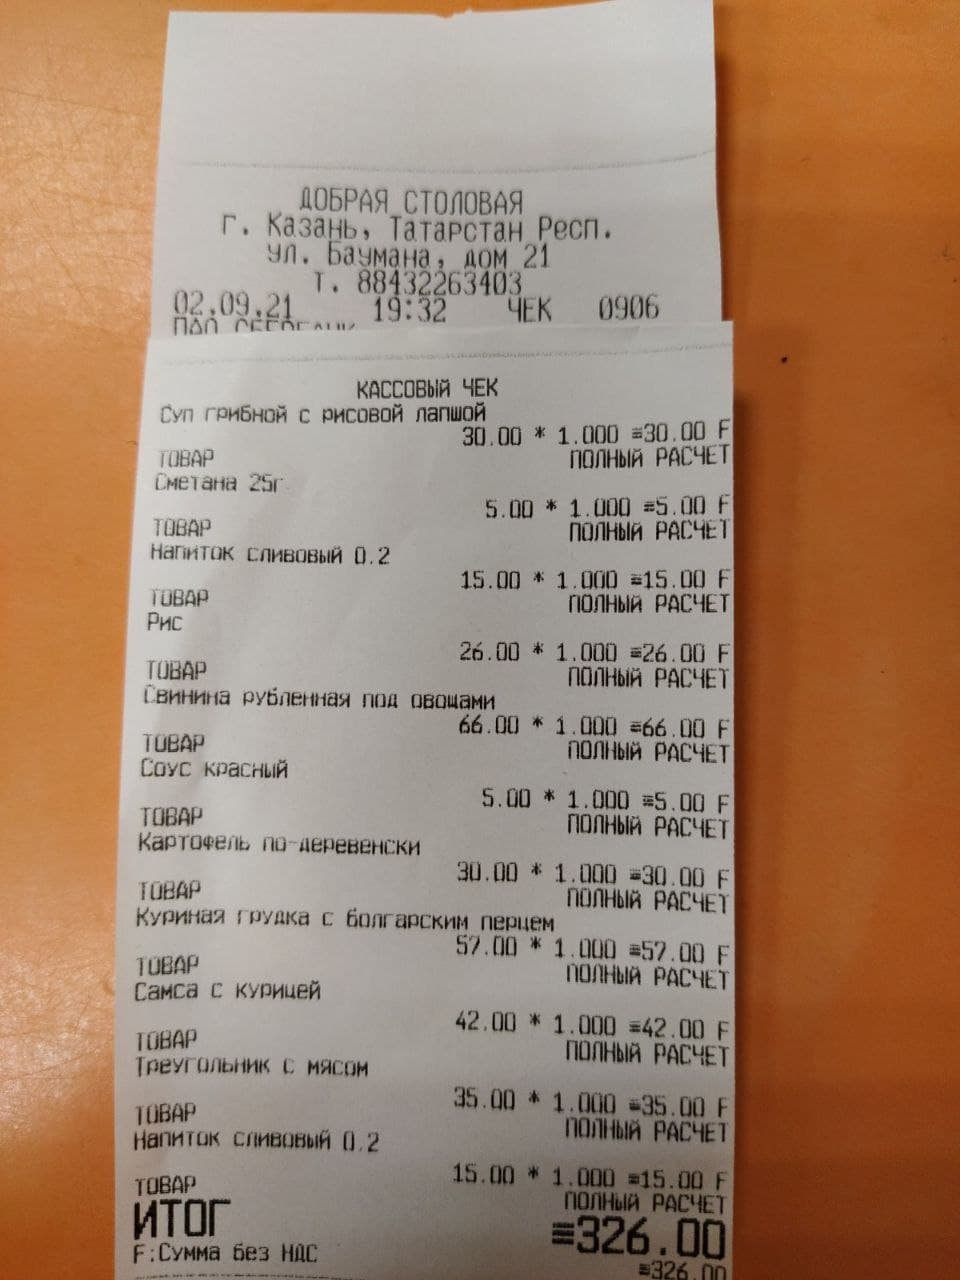 ДОБРАЯ СТОЛОВАЯ
г. Казань, Татарстан Респ.
ул. Баумана, дом 21
Т. 88432263403
02.09.21 19:32 ЧЕК 0906
ПАО СБЕРБАНК
КАССОВЫЙ ЧЕК
Суп грибной с рисовой лапшой
30.00 * 1.000 =30.00 F
ТОВАР ПОЛНЫЙ РАСЧЕТ
Сметана 25г
5.00 * 1.000 =5.00 F
ТОВАР ПОЛНЫЙ РАСЧЕТ
Напиток сливовый 0.2
15.00 * 1.000 =15.00 F
ТОВАР ПОЛНЫЙ РАСЧЕТ
Рис
26.00 * 1.000 =26.00 F
ТОВАР ПОЛНЫЙ РАСЧЕТ
Свинина рубленная под овощами
66.00 * 1.000 =66.00 F
ТОВАР ПОЛНЫЙ РАСЧЕТ
Соус красный
5.00 * 1.000 =5.00 F
ТОВАР ПОЛНЫЙ РАСЧЕТ
Картофель по-деревенски
30.00 * 1.000 =30.00 F
ТОВАР ПОЛНЫЙ РАСЧЕТ
Куриная грудка с болгарским перцем
57.00 * 1.000 =57.00 F
ТОВАР ПОЛНЫЙ РАСЧЕТ
Самса с курицей
42.00 * 1.000 =42.00 F
ТОВАР ПОЛНЫЙ РАСЧЕТ
Треугольник с мясом
35.00 * 1.000 =35.00 F
ТОВАР ПОЛНЫЙ РАСЧЕТ
Напиток сливовый 0.2
15.00 * 1.000 =15.00 F
ТОВАР ПОЛНЫЙ РАСЧЕТ
ИТОГ =326.00
F:Сумма без НДС =326.00